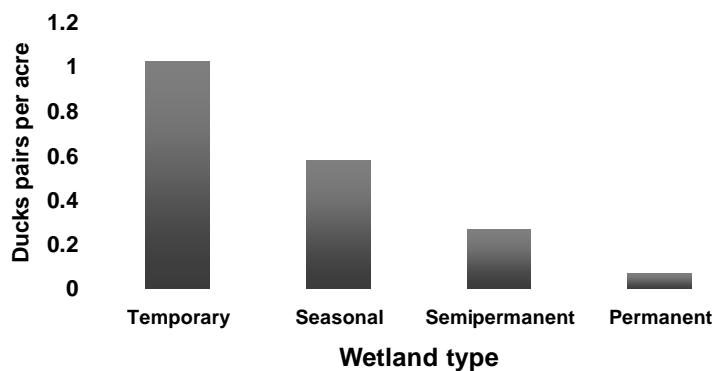 Ducks pairs per acre
1.2
1
0.8
0.6
0.4
0.2
0
Temporary
Seasonal
Semipermanent
Permanent
Wetland type